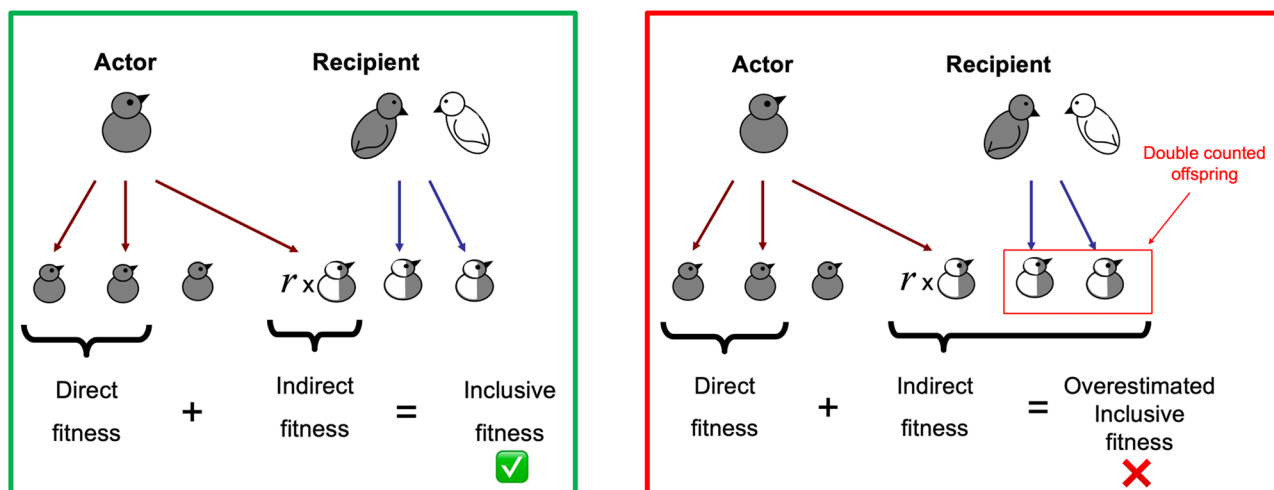 Actor
Recipient
r x
Direct
fitness
+
Indirect
fitness
=
Inclusive
fitness
Actor
Recipient
Double counted
offspring
r x
Direct
fitness
+
Indirect
fitness
=
Overestimated
Inclusive
fitness